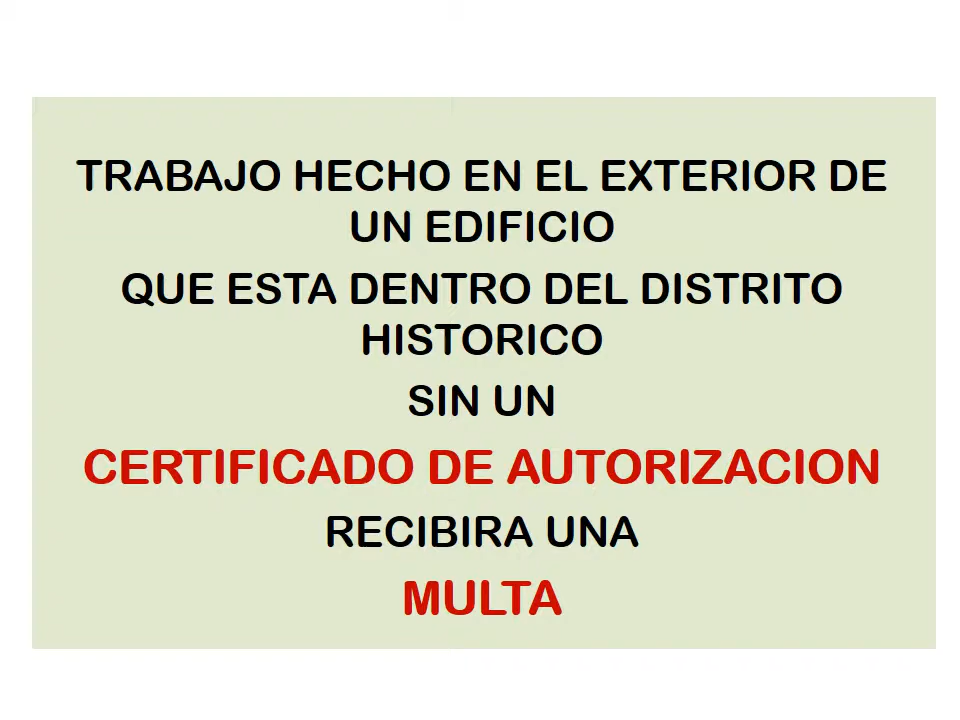 TRABAJO HECHO EN EL EXTERIOR DE
UN EDIFICIO
QUE ESTA DENTRO DEL DISTRITO
HISTORICO
SIN UN
CERTIFICADO DE AUTORIZACION
RECIBIRA UNA
MULTA